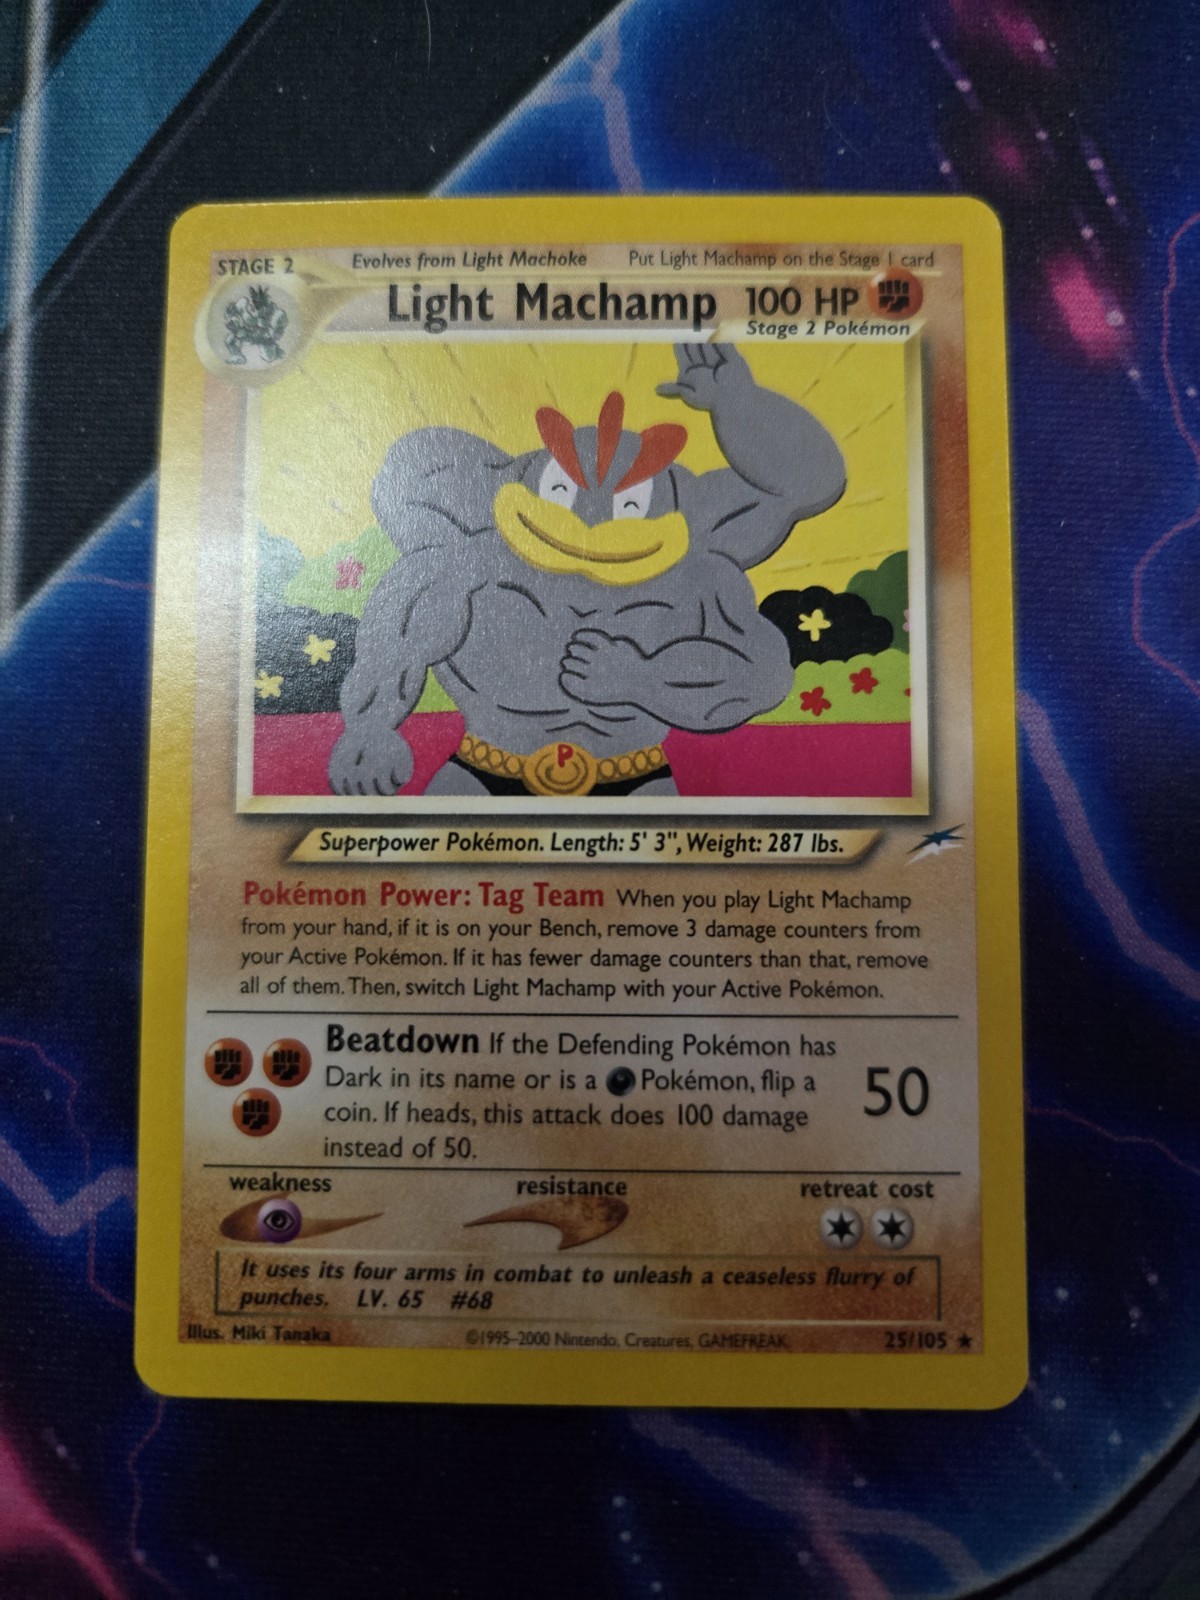 STAGE 2
Evolves from Light Machoke
Put Light Machamp on the Stage 1 card
Light Machamp 100 HP
Stage 2 Pokémon
P
Superpower Pokémon. Length: 5' 3", Weight: 287 lbs.
Pokémon Power: Tag Team When you play Light Machamp
from your hand, if it is on your Bench, remove 3 damage counters from
your Active Pokémon. If it has fewer damage counters than that, remove
all of them. Then, switch Light Machamp with your Active Pokémon.
Beatdown If the Defending Pokémon has
Dark in its name or is a Pokémon, flip a
coin. If heads, this attack does 100 damage
instead of 50.
50
weakness
resistance
retreat cost
It uses its four arms in combat to unleash a ceaseless flurry of
punches. LV. 65 #68
Illus. Miki Tanaka
©1995-2000 Nintendo, Creatures, GAMEFREAK.
25/105 ★